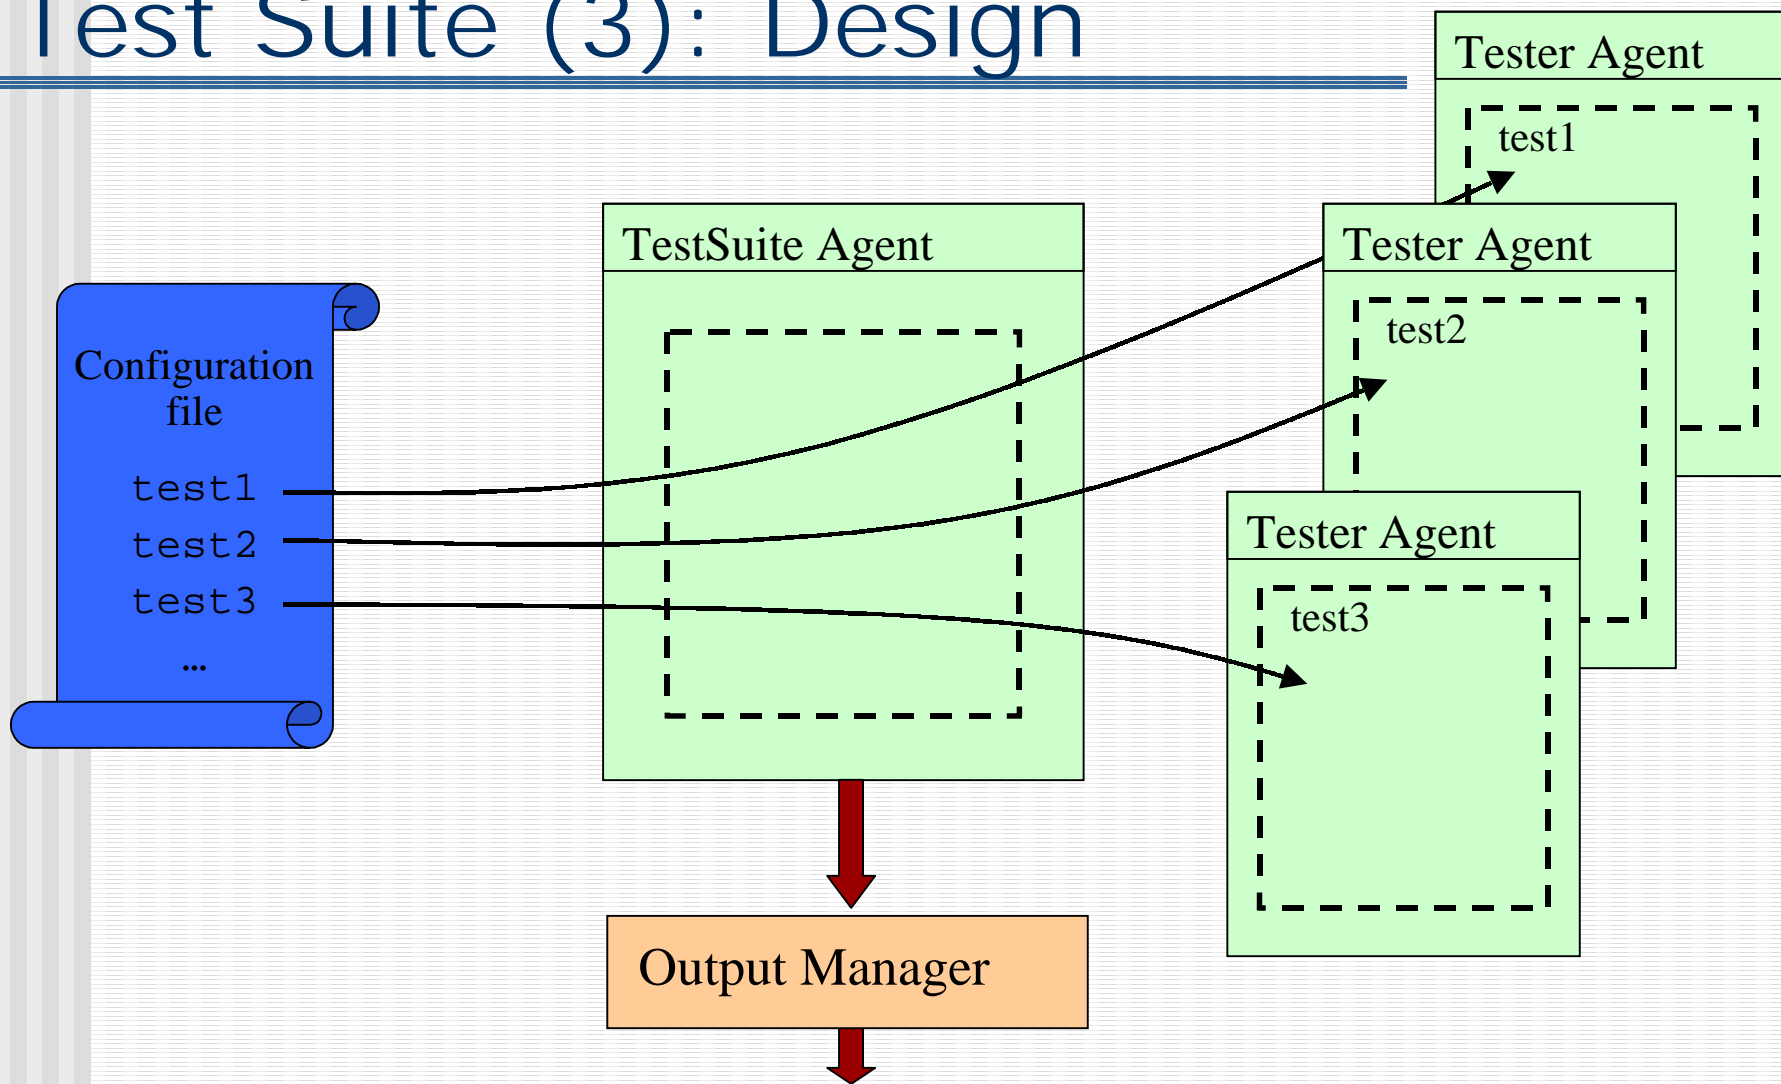 Test Suite (3): Design
Tester Agent
test1
TestSuite Agent
Tester Agent
test2
Configuration
file
test1
test2
test3
...
Tester Agent
test3
Output Manager